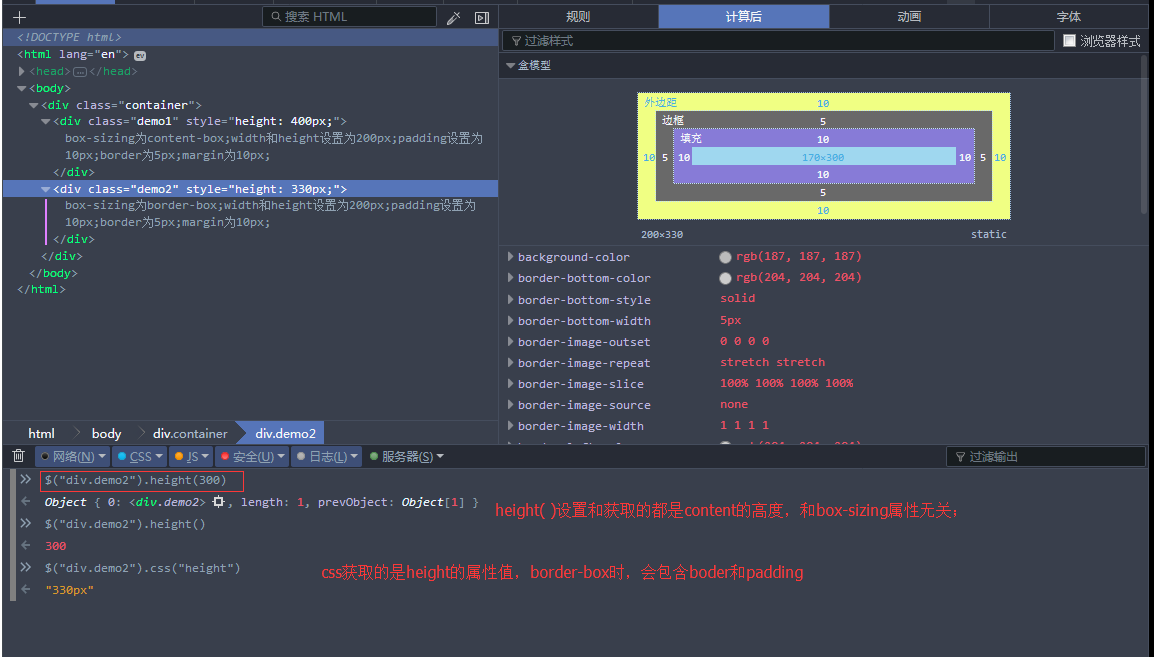 搜索 HTML
规则
计算后
动画
字体
<!DOCTYPE html>
过滤样式
浏览器样式
<html lang="en"> ev
<head> </head>
盒模型
<body>
<div class="container">
<div class="demo1" style="height: 400px;">
box-sizing为content-box;width和height设置为200px;padding设置为
10px;border为5px;margin为10px;
</div>
<div class="demo2" style="height: 330px;">
box-sizing为border-box;width和height设置为200px;padding设置为
10px;border为5px;margin为10px;
</div>
</div>
</body>
</html>
外边距 10
边框 5
填充 10
10 5 10 170×300 10 5 10
10
5
10
200×330 static
background-color rgb(187, 187, 187)
border-bottom-color rgb(204, 204, 204)
border-bottom-style solid
border-bottom-width 5px
border-image-outset 0 0 0 0
border-image-repeat stretch stretch
border-image-slice 100% 100% 100% 100%
border-image-source none
border-image-width 1 1 1 1
html body div.container div.demo2
网络(N) CSS JS 安全(U) 日志(L) 服务器(S) 过滤输出
$("div.demo2").height(300)
Object { 0: <div.demo2> , length: 1, prevObject: Object[1] }
height( )设置和获取的都是content的高度，和box-sizing属性无关；
$("div.demo2").height()
300
$("div.demo2").css("height")
css获取的是height的属性值，border-box时，会包含boder和padding
"330px"